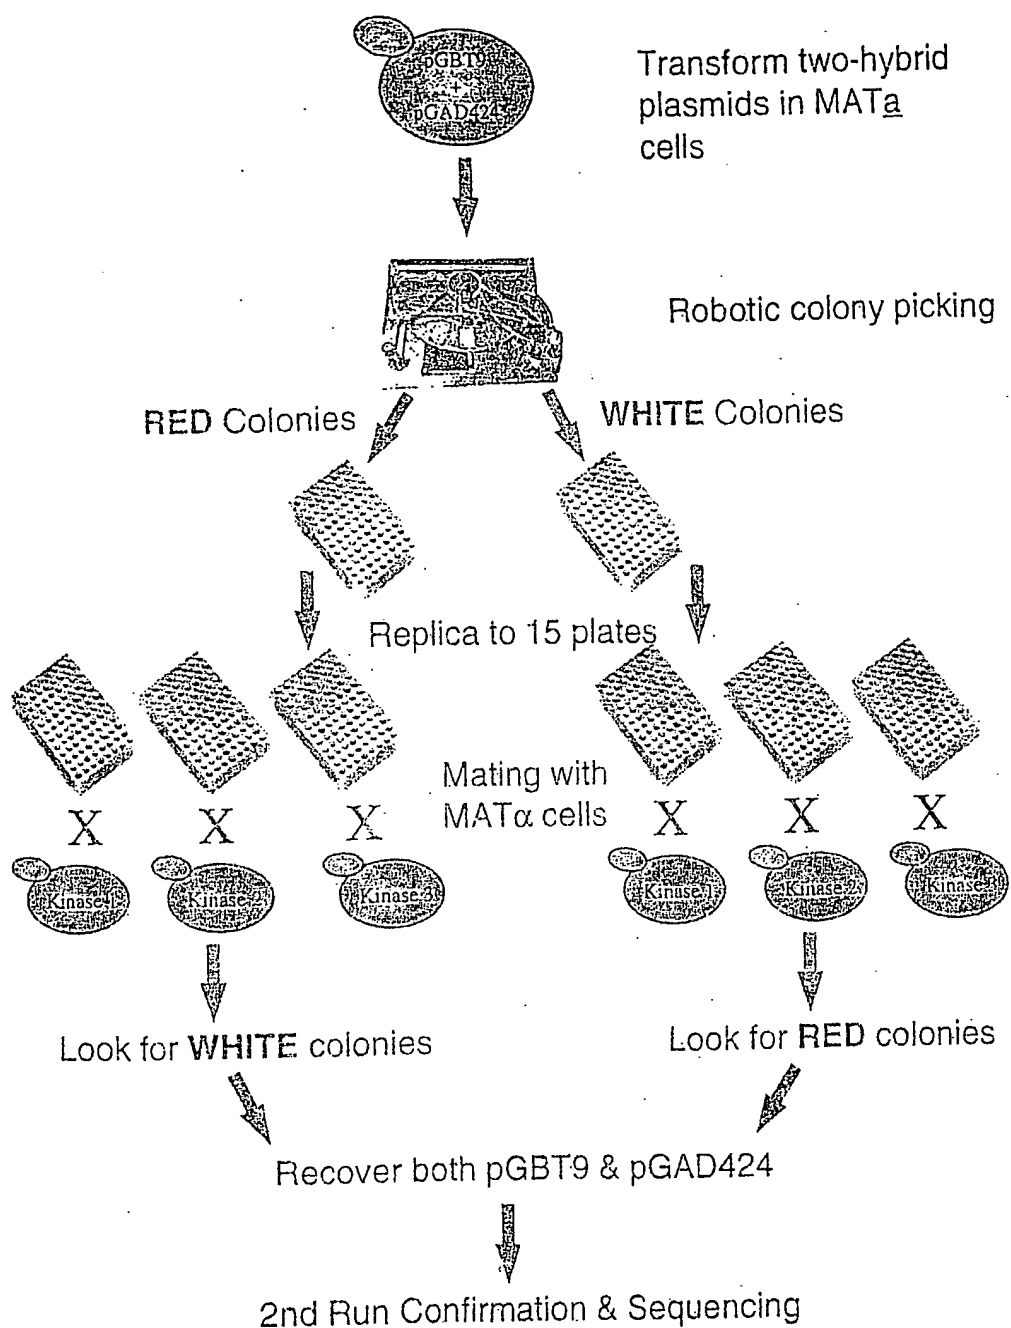 pGBT9
+
pGAD424
Transform two-hybrid
plasmids in MATa
cells
Robotic colony picking
RED Colonies
WHITE Colonies
Replica to 15 plates
Mating with
MATα cells
X X X X X X
Kinase 1 Kinase 2 Kinase 3 Kinase 1 Kinase 2 Kinase 3
Look for WHITE colonies
Look for RED colonies
Recover both pGBT9 & pGAD424
2nd Run Confirmation & Sequencing